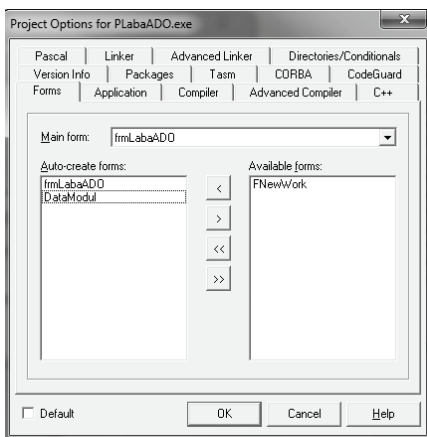 Project Options for PLabaADO.exe
x
Pascal Linker Advanced Linker Directories/Conditionals
Version Info Packages Tasm CORBA CodeGuard
Forms Application Compiler Advanced Compiler C++
Main form: frmLabaADO
Auto-create forms: Available forms:
frmLabaADO < FNewWork
DataModul
>
<<
>>
Default OK Cancel Help